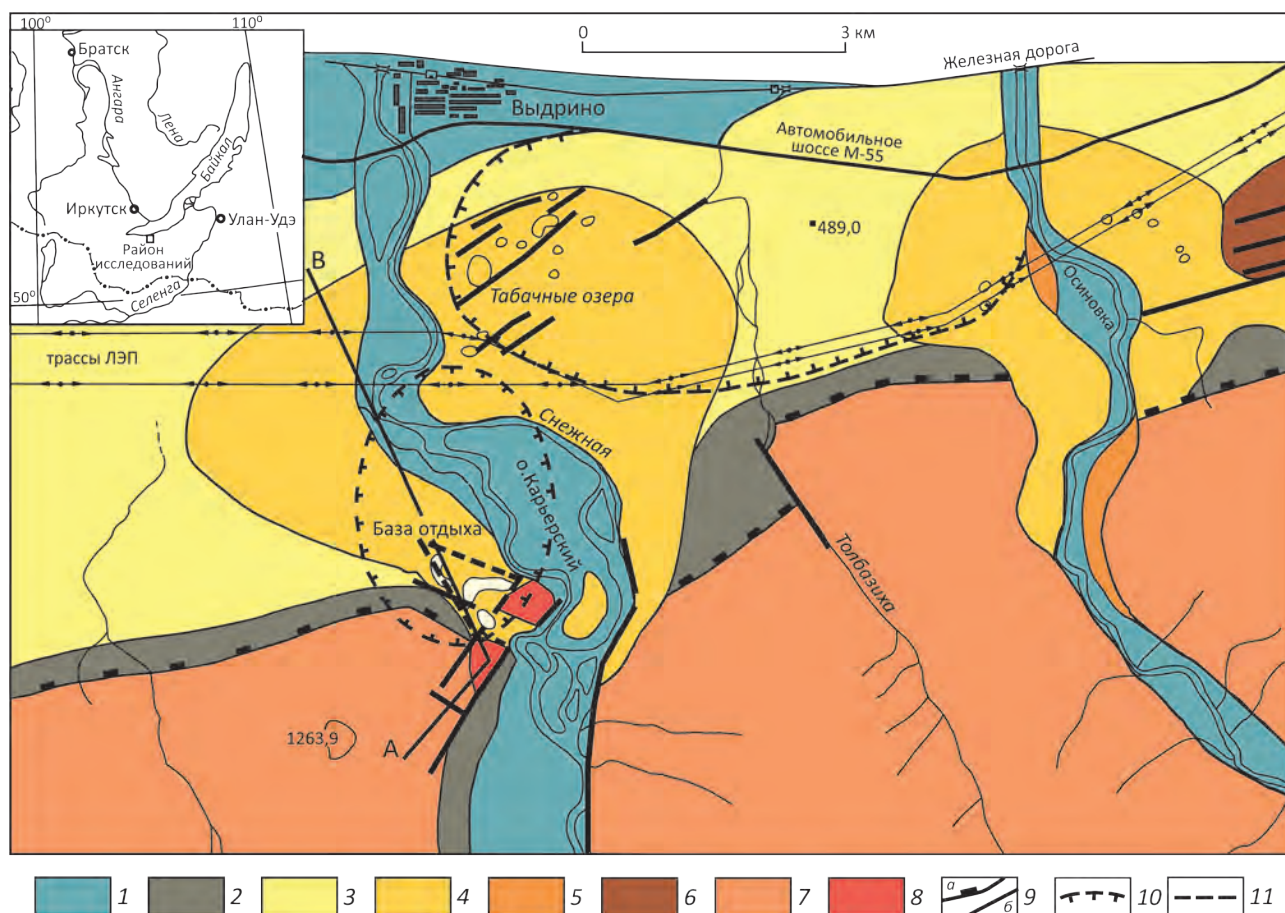 100°
110°
Братск
Ангара
Лена
Байкал
Иркутск
Улан-Удэ
Район
исследований
Селенга
50°
0
3 км
Железная дорога
Выдрино
Автомобильное
шоссе М-55
489,0
В
Табачные озера
Осиновка
трассы ЛЭП
Снежная
о.Карьерский
База отдыха
Толбазиха
1263,9
А
1
2
3
4
5
6
7
8
а
б
9
10
11